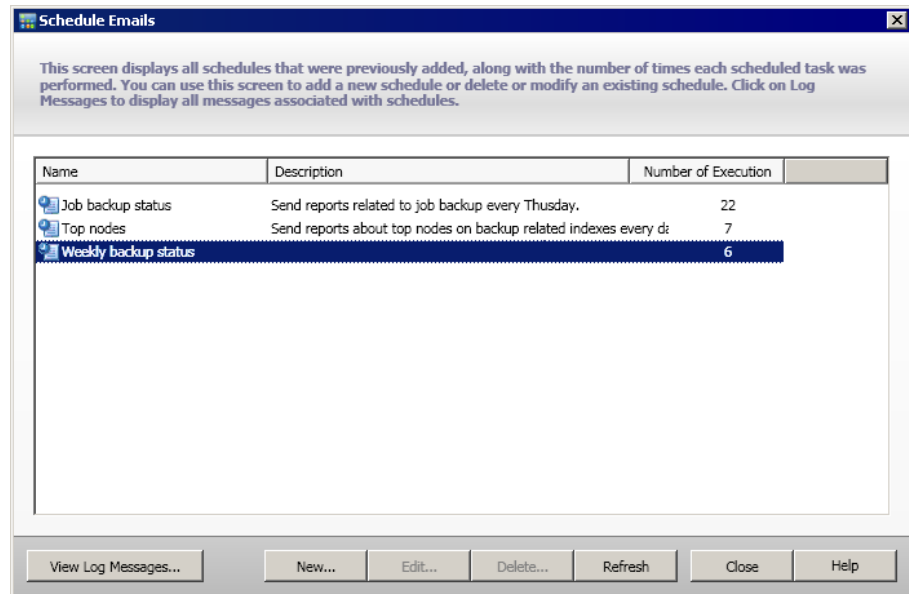 Schedule Emails
This screen displays all schedules that were previously added, along with the number of times each scheduled task was
performed. You can use this screen to add a new schedule or delete or modify an existing schedule. Click on Log
Messages to display all messages associated with schedules.
Name Description Number of Execution
Job backup status Send reports related to job backup every Thusday. 22
Top nodes Send reports about top nodes on backup related indexes every da 7
Weekly backup status 6
View Log Messages... New... Edit... Delete... Refresh Close Help